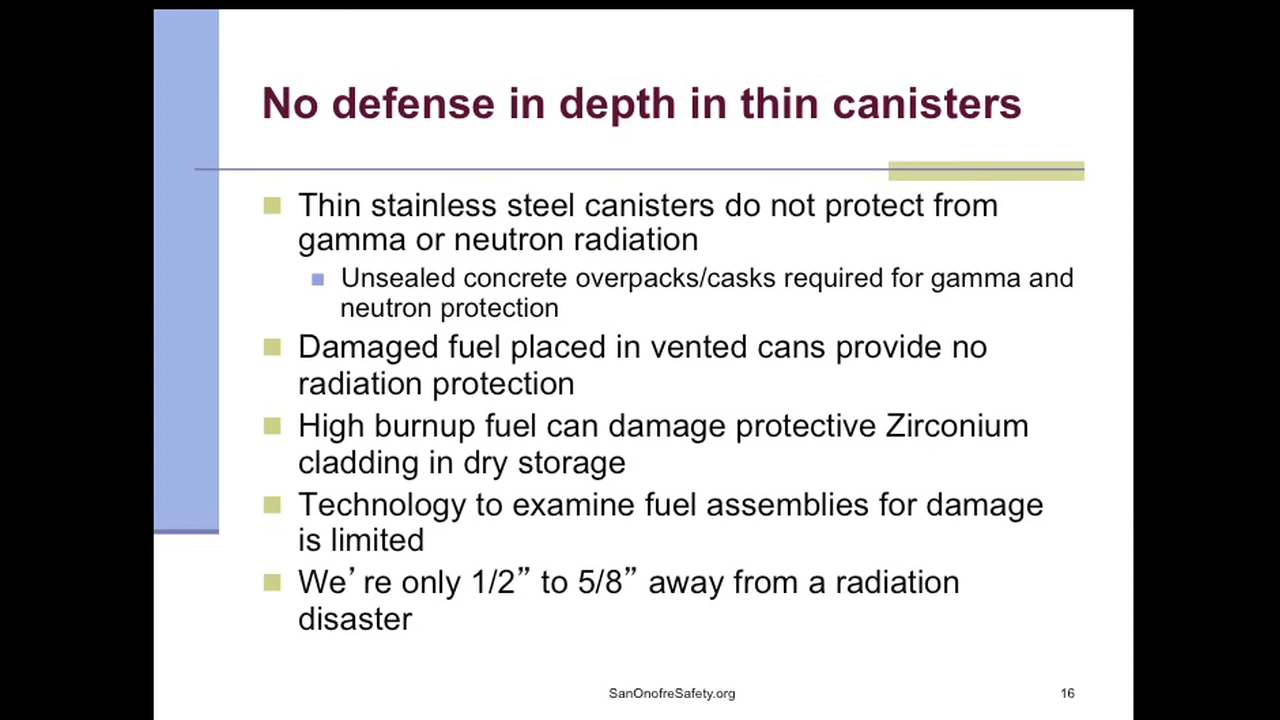 No defense in depth in thin canisters
Thin stainless steel canisters do not protect from
gamma or neutron radiation
Unsealed concrete overpacks/casks required for gamma and
neutron protection
Damaged fuel placed in vented cans provide no
radiation protection
High burnup fuel can damage protective Zirconium
cladding in dry storage
Technology to examine fuel assemblies for damage
is limited
We’re only 1/2” to 5/8” away from a radiation
disaster
SanOnofreSafety.org
16